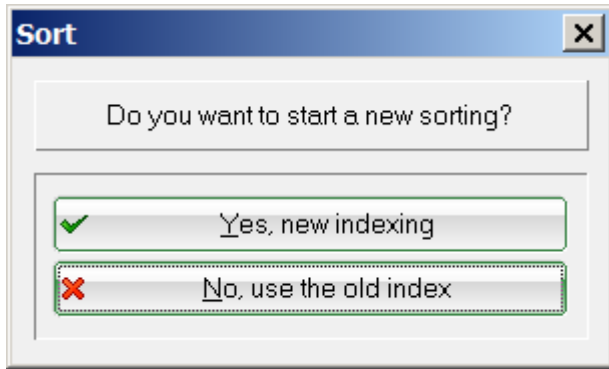 Sort
Do you want to start a new sorting?
Yes, new indexing
No, use the old index